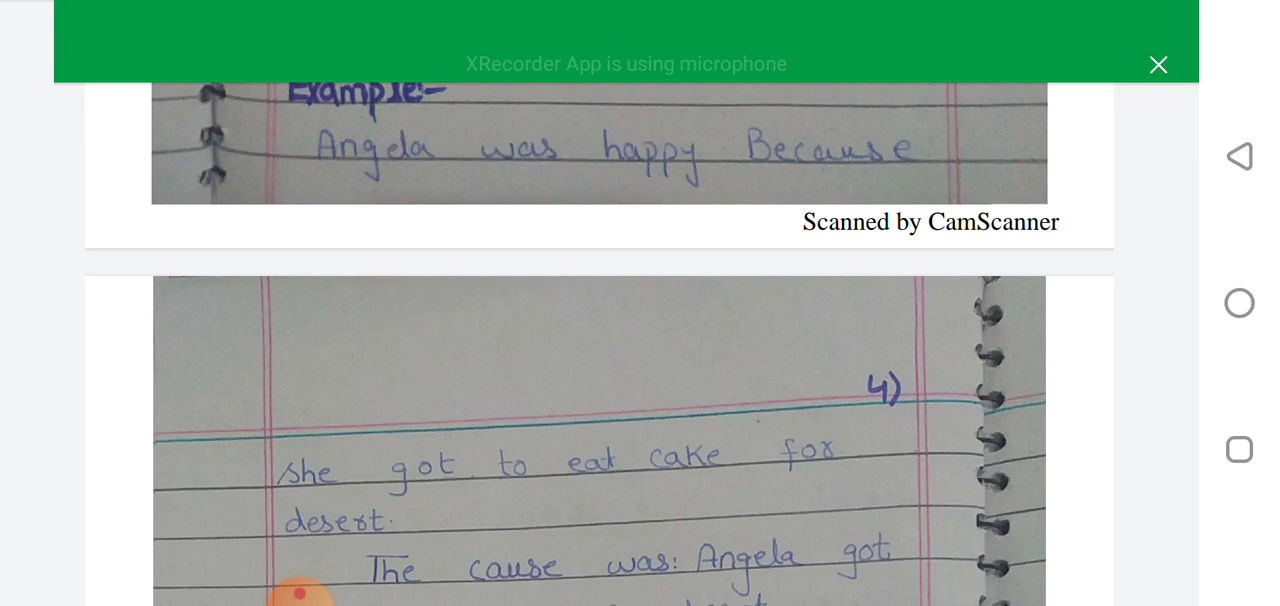 XRecorder App is using microphone
Example:-
Angela was happy Because
Scanned by CamScanner
4)
she got to eat cake for
desert.
The cause was: Angela got